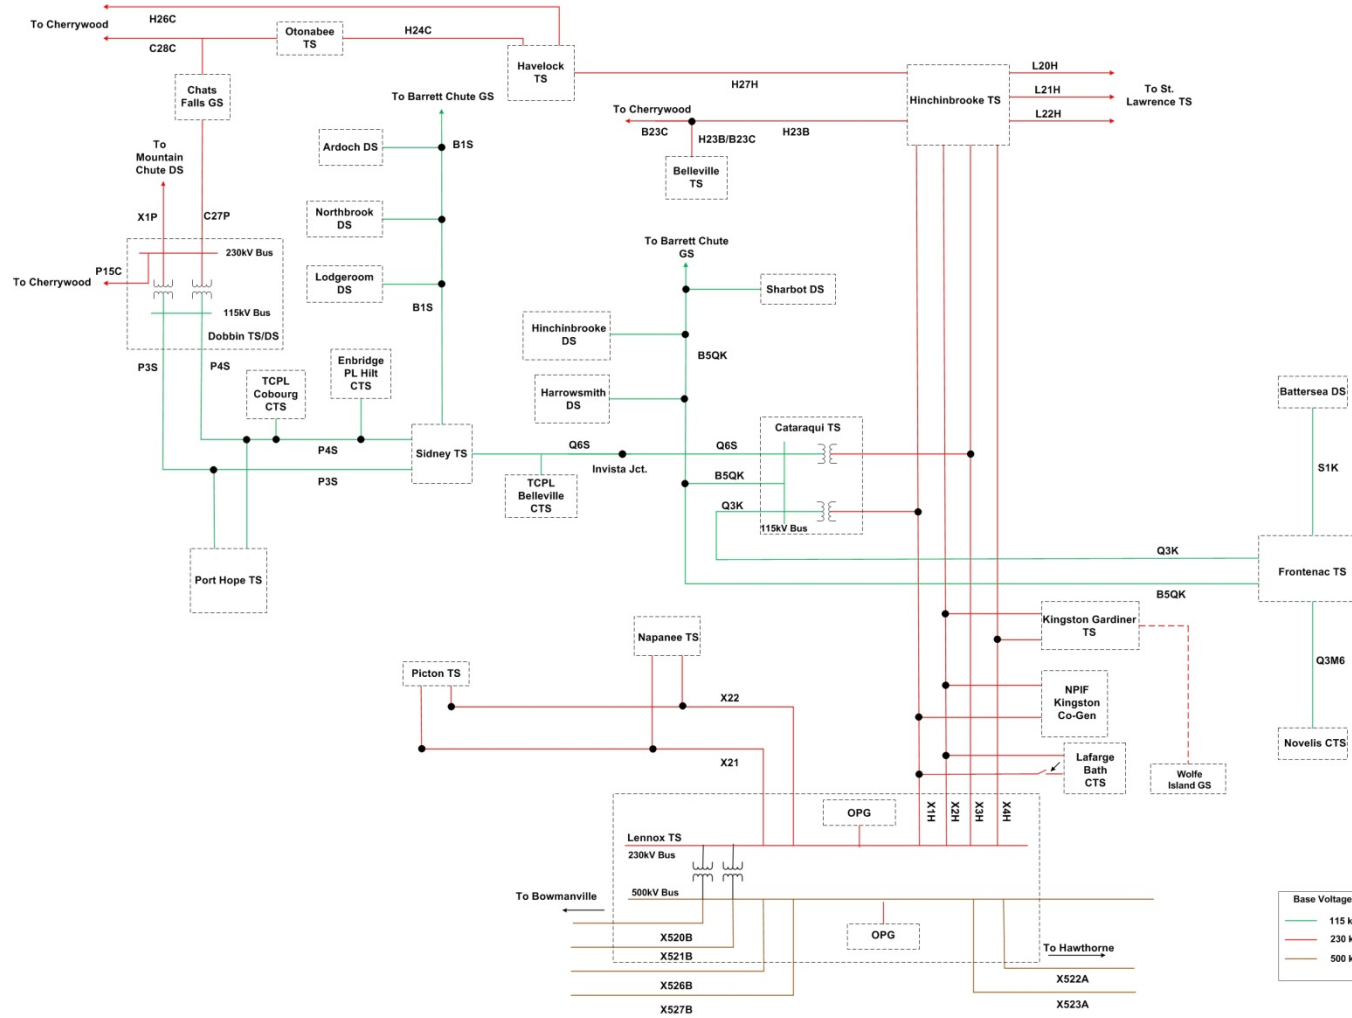 H26C
To Cherrywood
C28C
Otonabee
TS
H24C
Havelock
TS
H27H
Hinchinbrooke TS
L20H
L21H
L22H
To St.
Lawrence TS
Chats
Falls GS
To Barrett Chute GS
B1S
Ardoch DS
Northbrook
DS
Lodgeroom
DS
B1S
To Cherrywood
B23C
H23B/B23C
H23B
Belleville
TS
To
Mountain
Chute DS
X1P
C27P
230kV Bus
P15C
To Cherrywood
115kV Bus
Dobbin TS/DS
P3S
P4S
TCPL
Cobourg
CTS
Enbridge
PL Hilt
CTS
P4S
P3S
Sidney TS
Port Hope TS
To Barrett Chute
GS
Sharbot DS
Hinchinbrooke
DS
B5QK
Harrowsmith
DS
Q6S
Invista Jct.
TCPL
Belleville
CTS
Q6S
B5QK
Q3K
Cataraqui TS
115kV Bus
Battersea DS
S1K
Q3K
Frontenac TS
B5QK
Q3M6
Novelis CTS
Kingston Gardiner
TS
NPIF
Kingston
Co-Gen
Lafarge
Bath
CTS
Wolfe
Island GS
Napanee TS
Picton TS
X22
X21
X1H
X2H
X3H
X4H
OPG
Lennox TS
230kV Bus
500kV Bus
To Bowmanville
X520B
X521B
X526B
X527B
OPG
To Hawthorne
X522A
X523A
Base Voltage
115 k
230 k
500 k